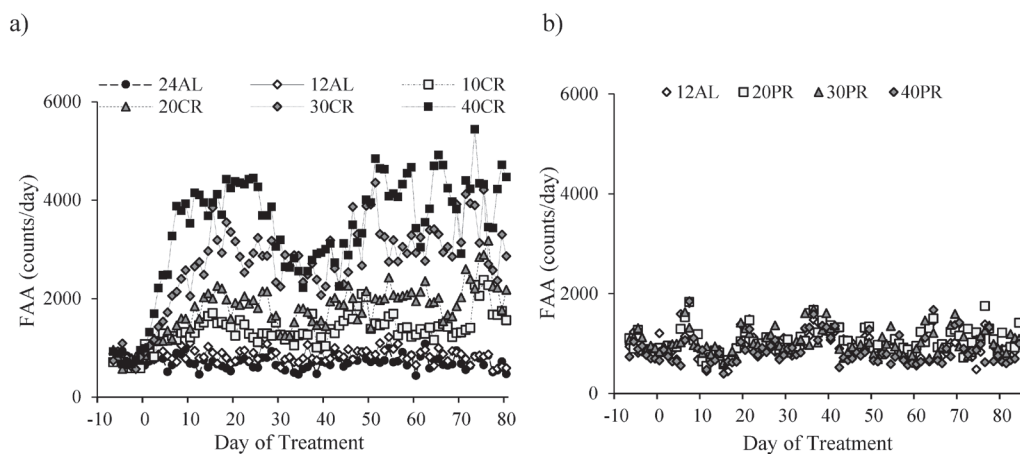 a)
24AL 12AL 10CR
20CR 30CR 40CR
6000
4000
2000
0
FAA (counts/day)
-10 0 10 20 30 40 50 60 70 80
Day of Treatment
b)
6000
12AL 20PR 30PR 40PR
4000
2000
0
FAA (counts/day)
-10 0 10 20 30 40 50 60 70 80
Day of Treatment